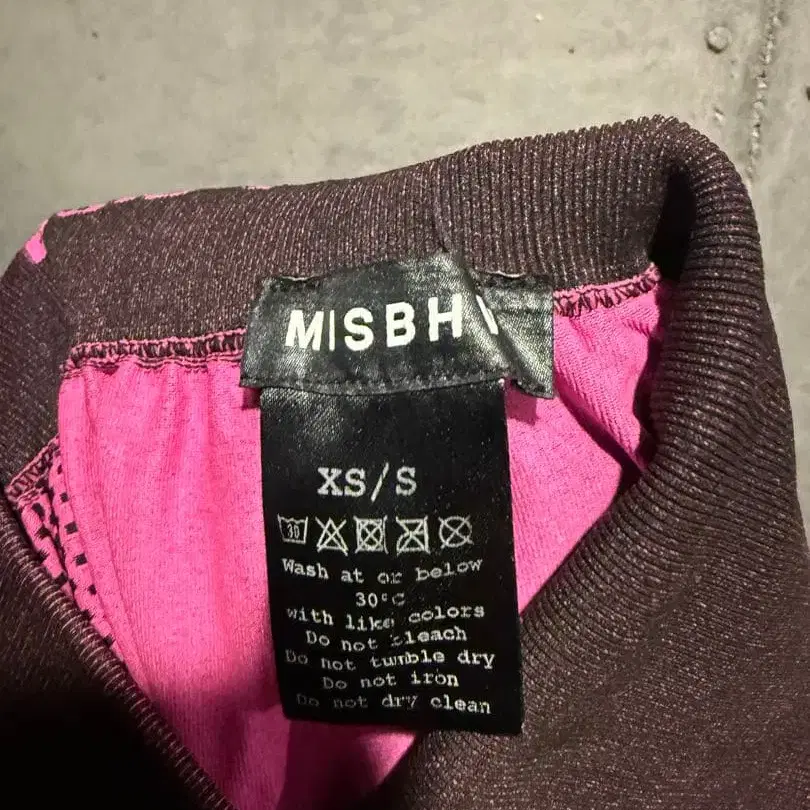 MISBH
XS/S
30
Wash at or below
30°C
with like colors
Do not bleach
Do not tumble dry
Do not iron
Do not dry clean